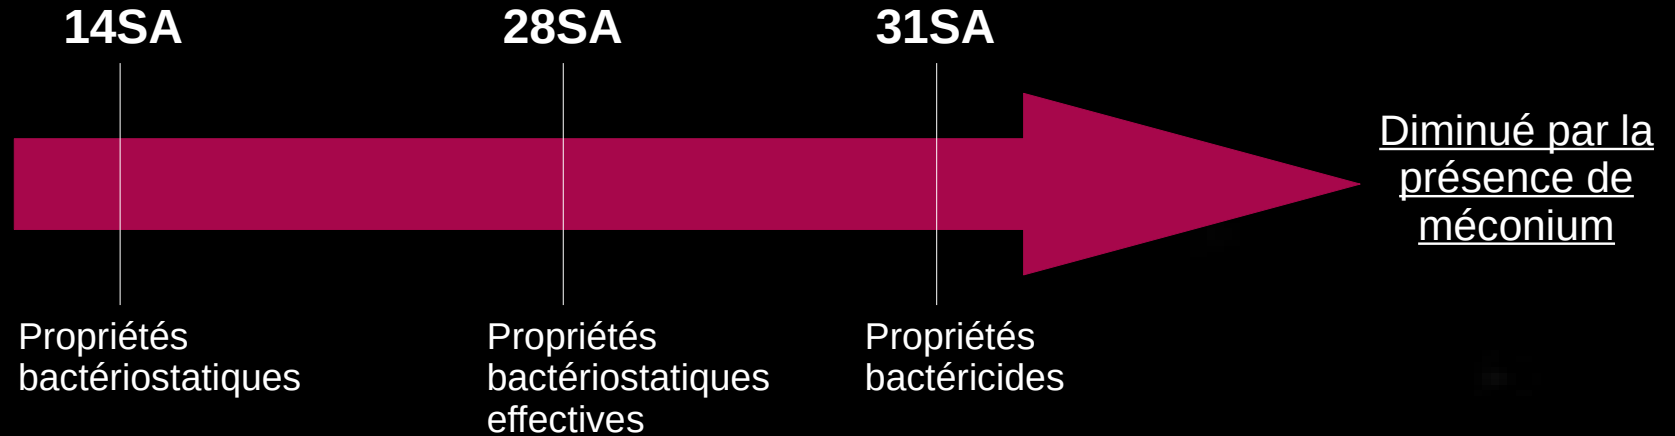 14SA
28SA
31SA
Diminué par la
présence de
méconium
Propriétés
bactériostatiques
Propriétés
bactériostatiques
effectives
Propriétés
bactéricides